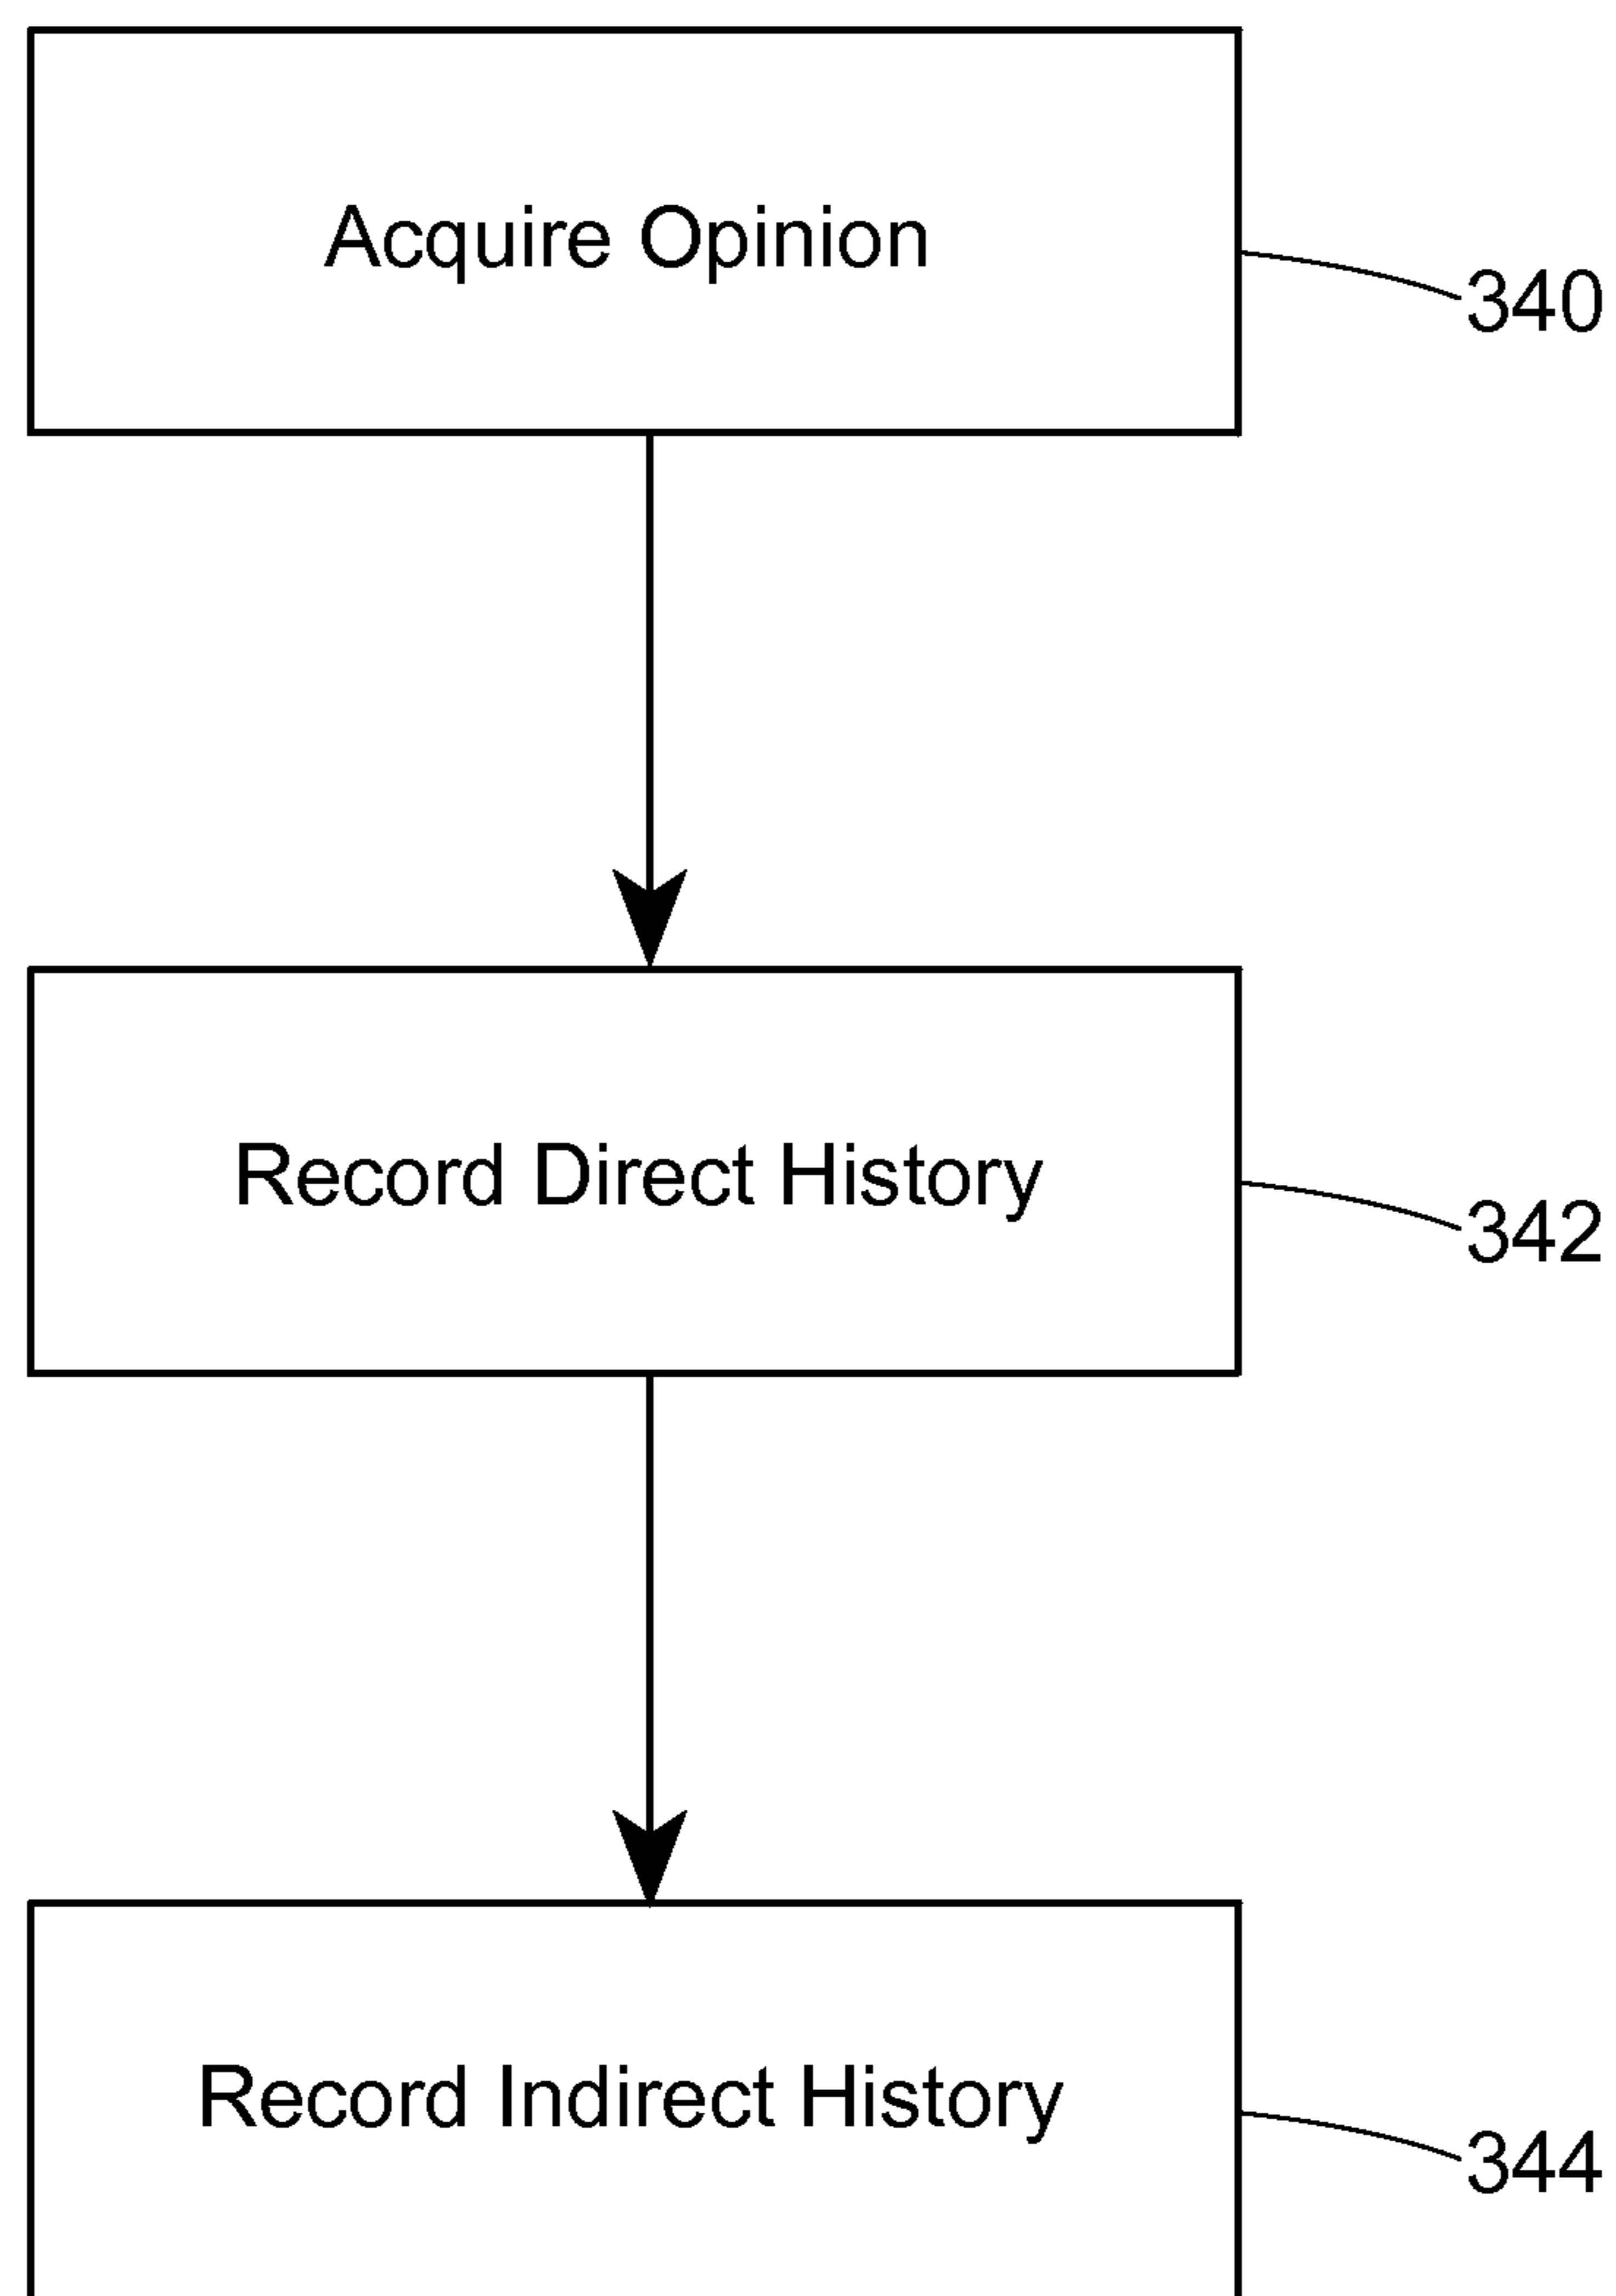 Acquire Opinion
340
Record Direct History
342
Record Indirect History
344